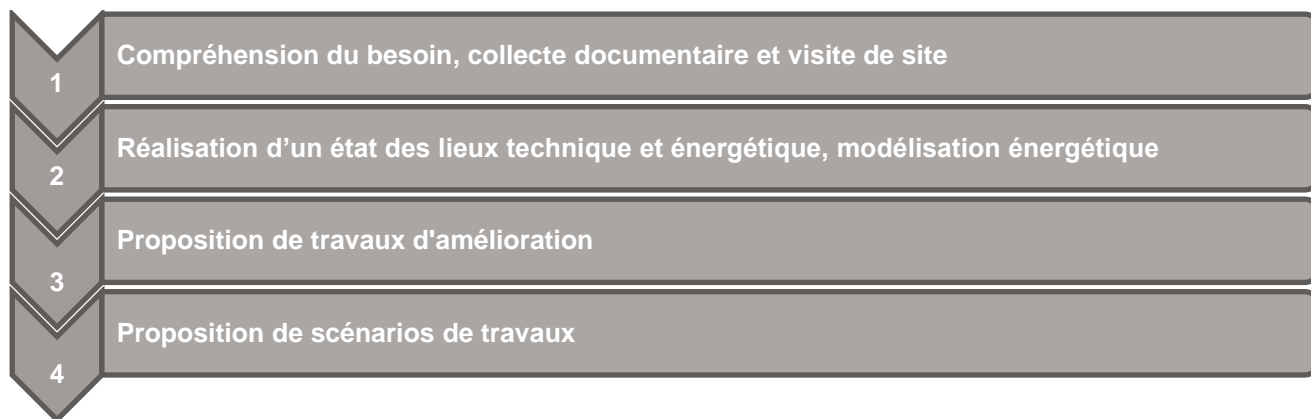 1
Compréhension du besoin, collecte documentaire et visite de site
2
Réalisation d’un état des lieux technique et énergétique, modélisation énergétique
3
Proposition de travaux d'amélioration
4
Proposition de scénarios de travaux